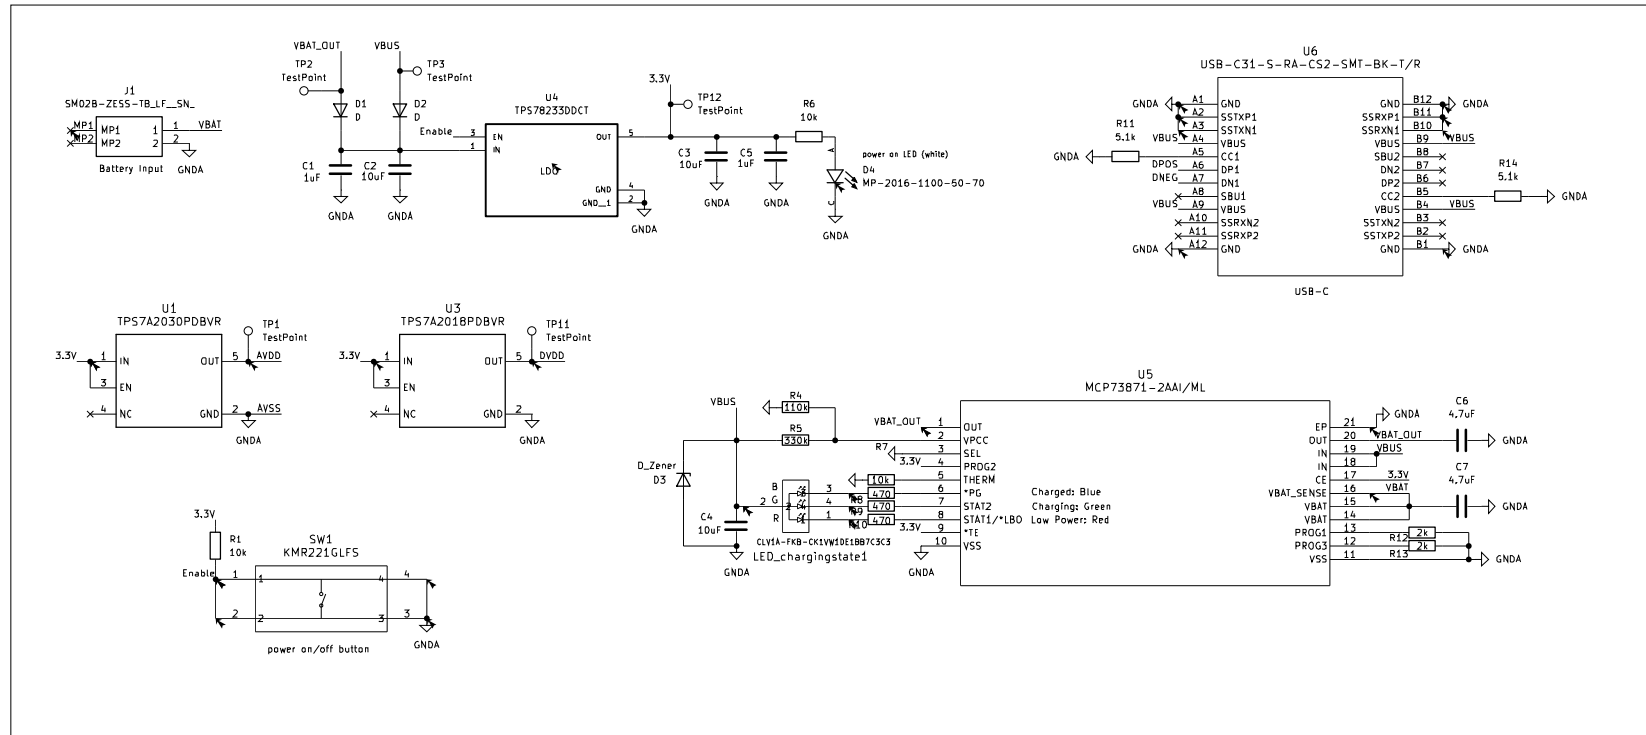 J1
SM02B-ZESS-TB_LF__SN_
MP1
MP2
MP1 1
MP2 2
1
2
VBAT
GNDA
Battery Input
VBAT_OUT
VBUS
TP2
TestPoint
TP3
TestPoint
D1
D
D2
D
C1
1uF
C2
10uF
GNDA
GNDA
Enable
U4
TPS78233DDCT
3
1
EN
IN
OUT
LDO
GND
GND__1
5
4
2
GNDA
3.3V
TP12
TestPoint
C3
10uF
C5
1uF
GNDA
GNDA
R6
10k
A
C
power on LED (white)
D4
MP-2016-1100-50-70
GNDA
U6
USB-C31-S-RA-CS2-SMT-BK-T/R
GNDA A1 GND
A2 SSTXP1
A3 SSTXN1
VBUS A4 VBUS
R11
5.1k
GNDA
A5 CC1
DPOS A6 DP1
DNEG A7 DN1
A8 SBU1
VBUS A9 VBUS
A10 SSRXN2
A11 SSRXP2
GNDA A12 GND
GND B12 GNDA
SSRXP1 B11
SSRXN1 B10
VBUS B9 VBUS
SBU2 B8
DN2 B7
DP2 B6
CC2 B5
VBUS B4 VBUS
SSTXN2 B3
SSTXP2 B2
GND B1 GNDA
R14
5.1k
GNDA
USB-C
U1
TPS7A2030PDBVR
3.3V
1 IN
3 EN
4 NC
OUT 5 AVDD
GND 2 AVSS
TP1
TestPoint
GNDA
U3
TPS7A2018PDBVR
3.3V
1 IN
3 EN
4 NC
OUT 5 DVDD
GND 2
TP11
TestPoint
GNDA
3.3V
R1
10k
Enable
SW1
KMR221GLFS
1 1
2 2
4 4
3 3
GNDA
power on/off button
VBUS
R4
110k
R5
330k
D_Zener
D3
C4
10uF
GNDA
B
G
R
2 2
3 3
4 4
1 1
CLV1A-FKB-CK1VW1DE1BB7C3C3
LED_chargingstate1
R7
10k
470
R8
470
R9
470
R10
U5
MCP73871-2AAI/ML
VBAT_OUT 1 OUT
2 VPCC
3 SEL
3.3V 4 PROG2
5 THERM
6 *PG
7 STAT2
8 STAT1/*LBO
3.3V 9 *TE
10 VSS
GNDA
Charged: Blue
Charging: Green
Low Power: Red
EP 21 GNDA
OUT 20 VBAT_OUT
IN 19 VBUS
IN 18
CE 17 3.3V
VBAT_SENSE 16 VBAT
VBAT 15
VBAT 14
PROG1 13 2k
R12
PROG3 12 2k
R13
VSS 11
GNDA
C6
4.7uF
GNDA
C7
4.7uF
GNDA